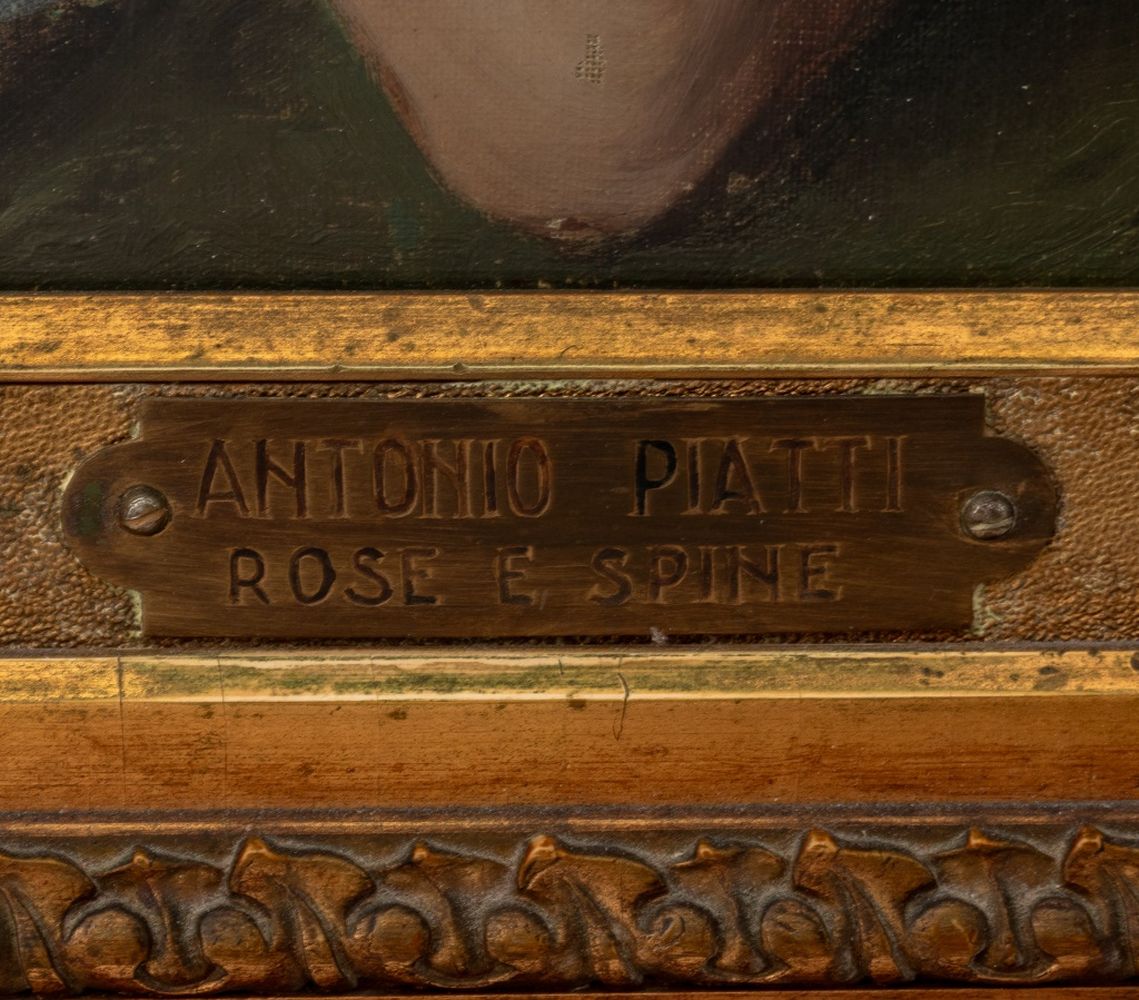 ANTONIO PIATTI
ROSE E SPINE